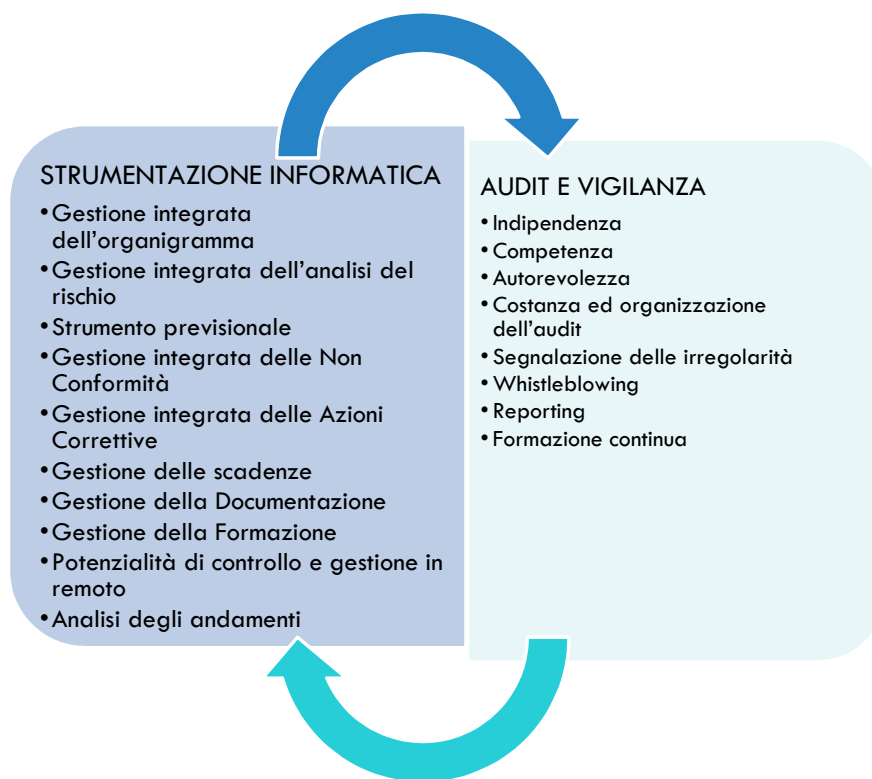 STRUMENTAZIONE INFORMATICA
•Gestione integrata
dell'organigramma
•Gestione integrata dell'analisi del
rischio
•Strumento previsionale
•Gestione integrata delle Non
Conformità
•Gestione integrata delle Azioni
Correttive
•Gestione delle scadenze
•Gestione della Documentazione
•Gestione della Formazione
•Potenzialità di controllo e gestione in
remoto
•Analisi degli andamenti
AUDIT E VIGILANZA
•Indipendenza
•Competenza
•Autorevolezza
•Costanza ed organizzazione
dell'audit
•Segnalazione delle irregolarità
•Whistleblowing
•Reporting
•Formazione continua